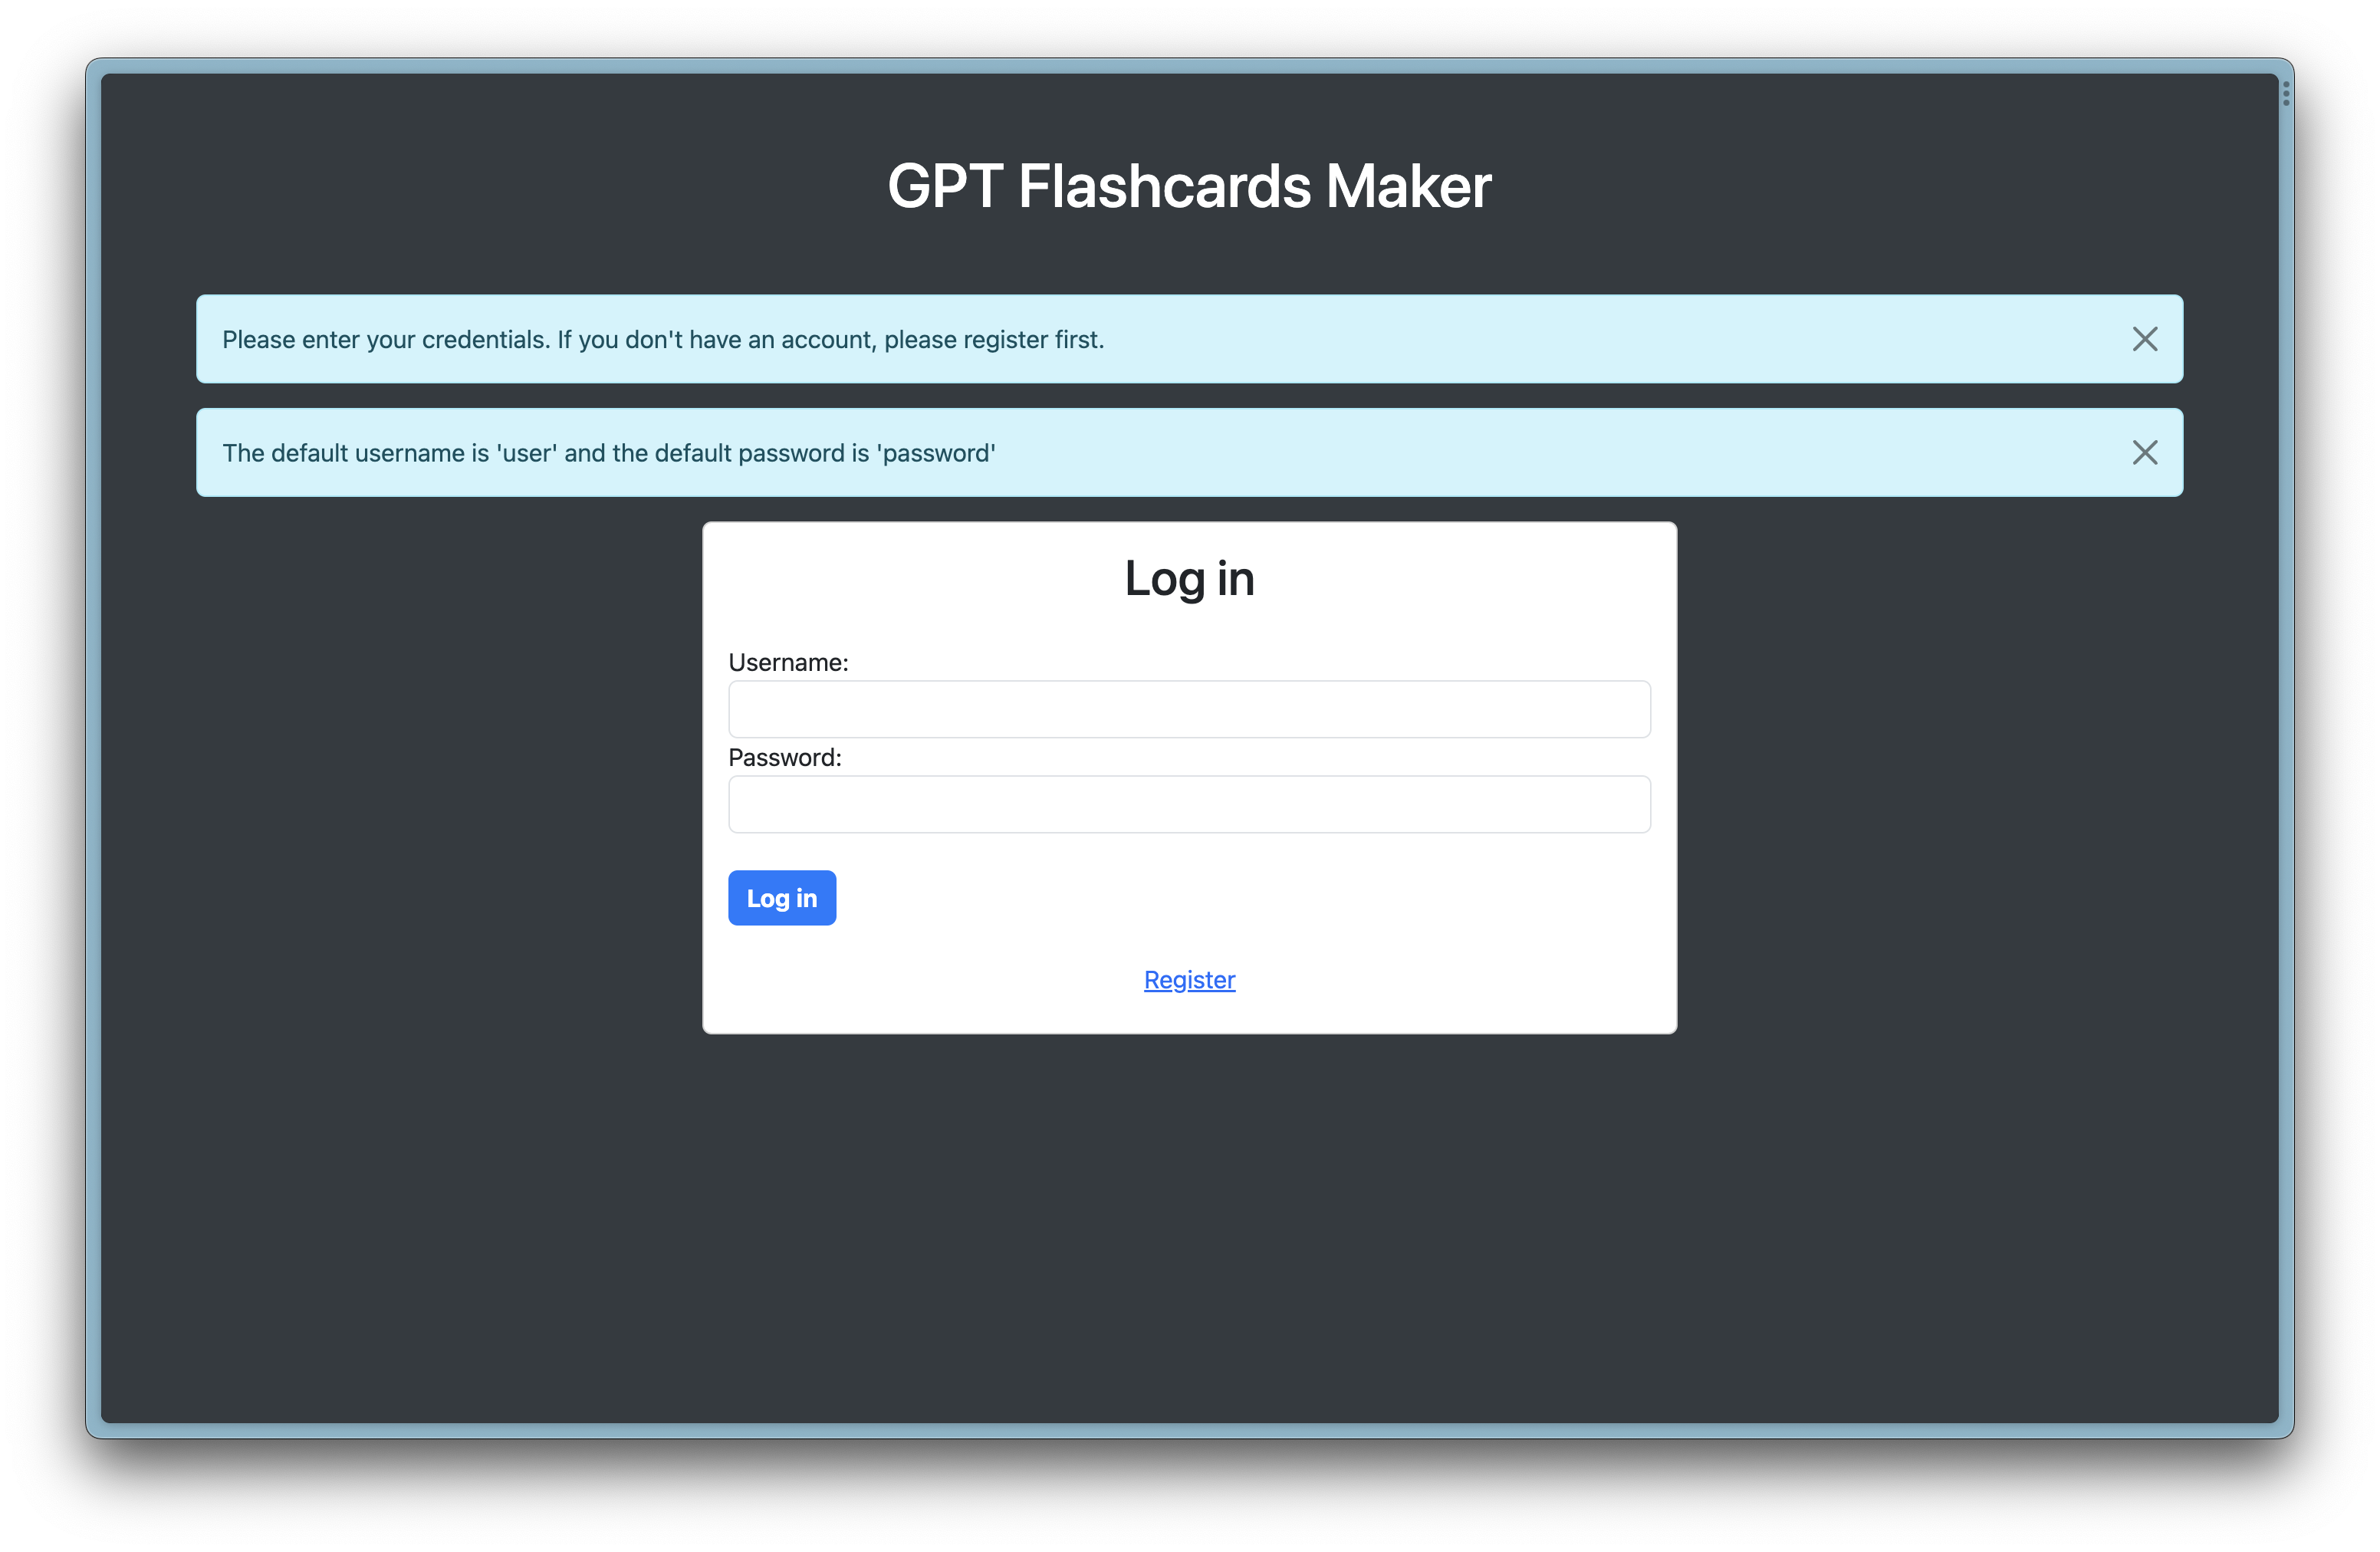 GPT Flashcards Maker
Please enter your credentials. If you don't have an account, please register first.
The default username is 'user' and the default password is 'password'
Log in
Username:
Password:
Log in
Register